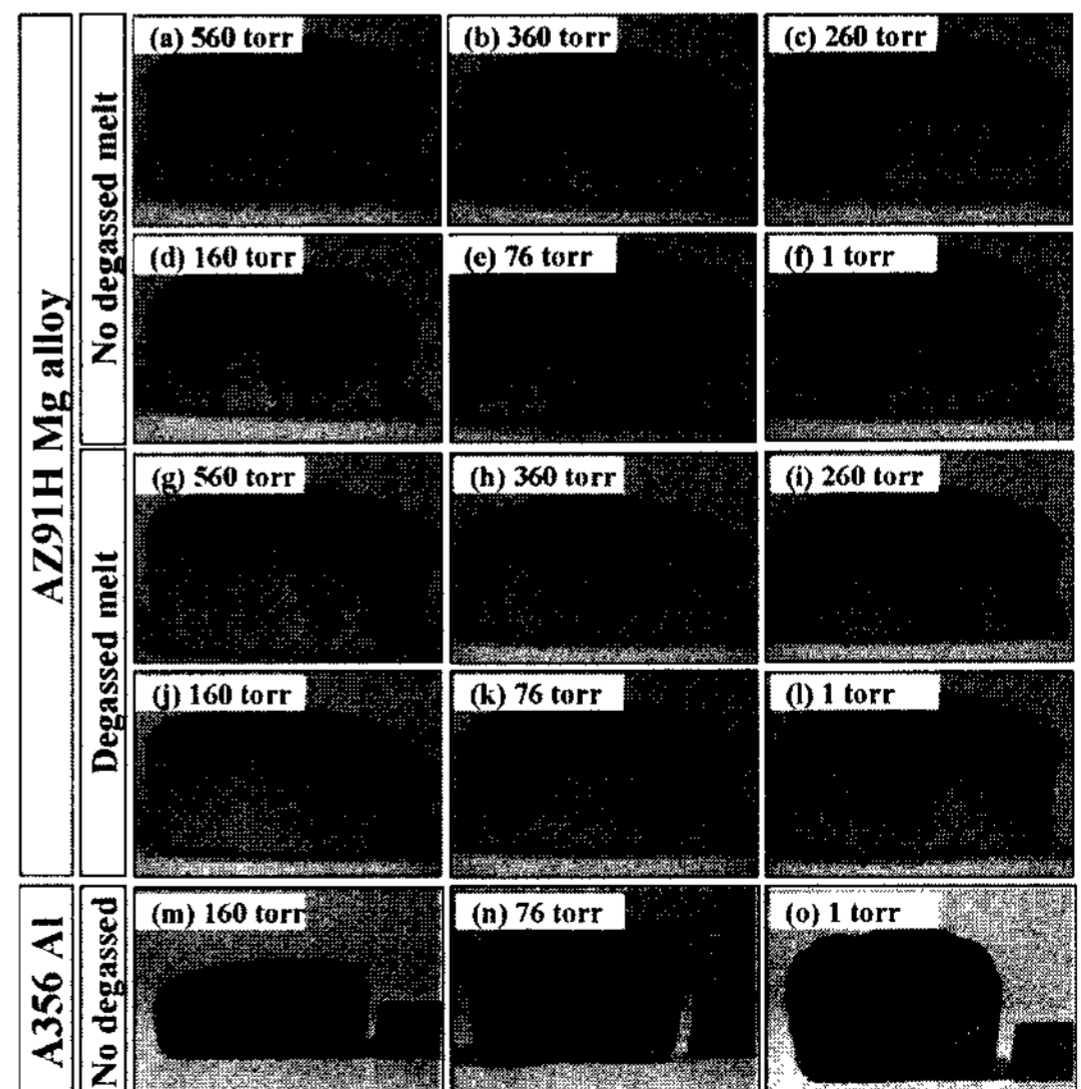 AZ91H Mg alloy
No degassed melt
(a) 560 torr
(b) 360 torr
(c) 260 torr
(d) 160 torr
(e) 76 torr
(f) 1 torr
Degassed melt
(g) 560 torr
(h) 360 torr
(i) 260 torr
(j) 160 torr
(k) 76 torr
(l) 1 torr
A356 Al
No degassed
(m) 160 torr
(n) 76 torr
(o) 1 torr